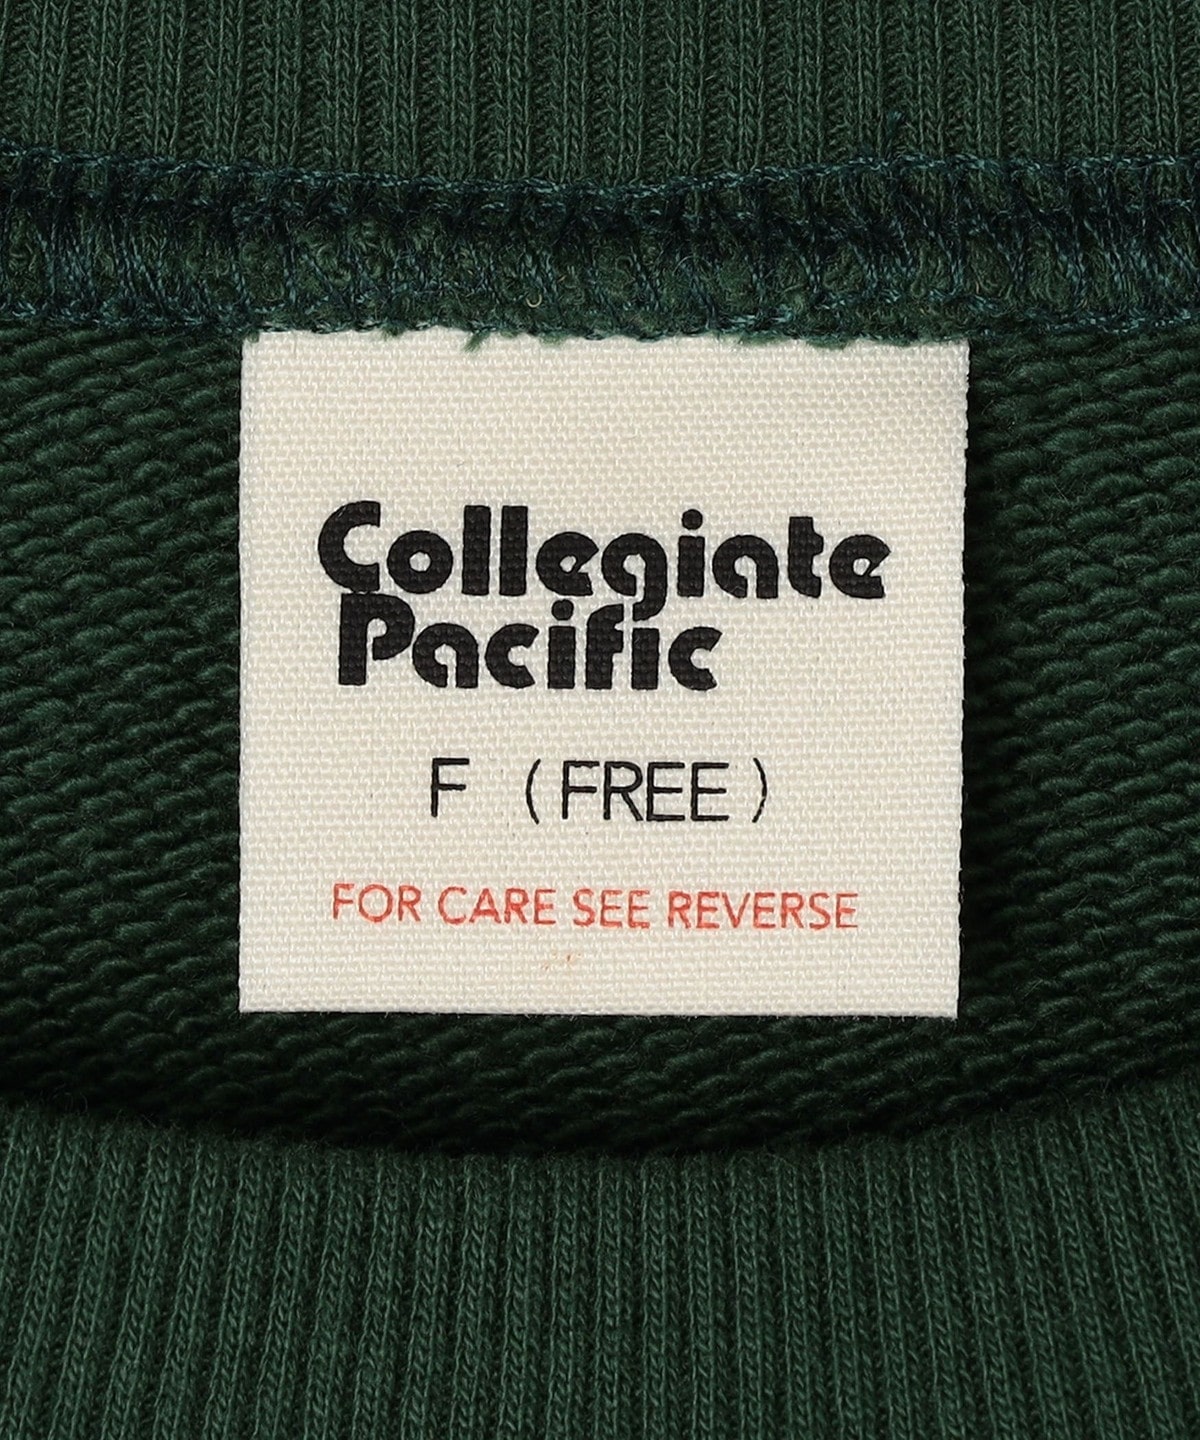 Collegiate
Pacific
F (FREE)
FOR CARE SEE REVERSE